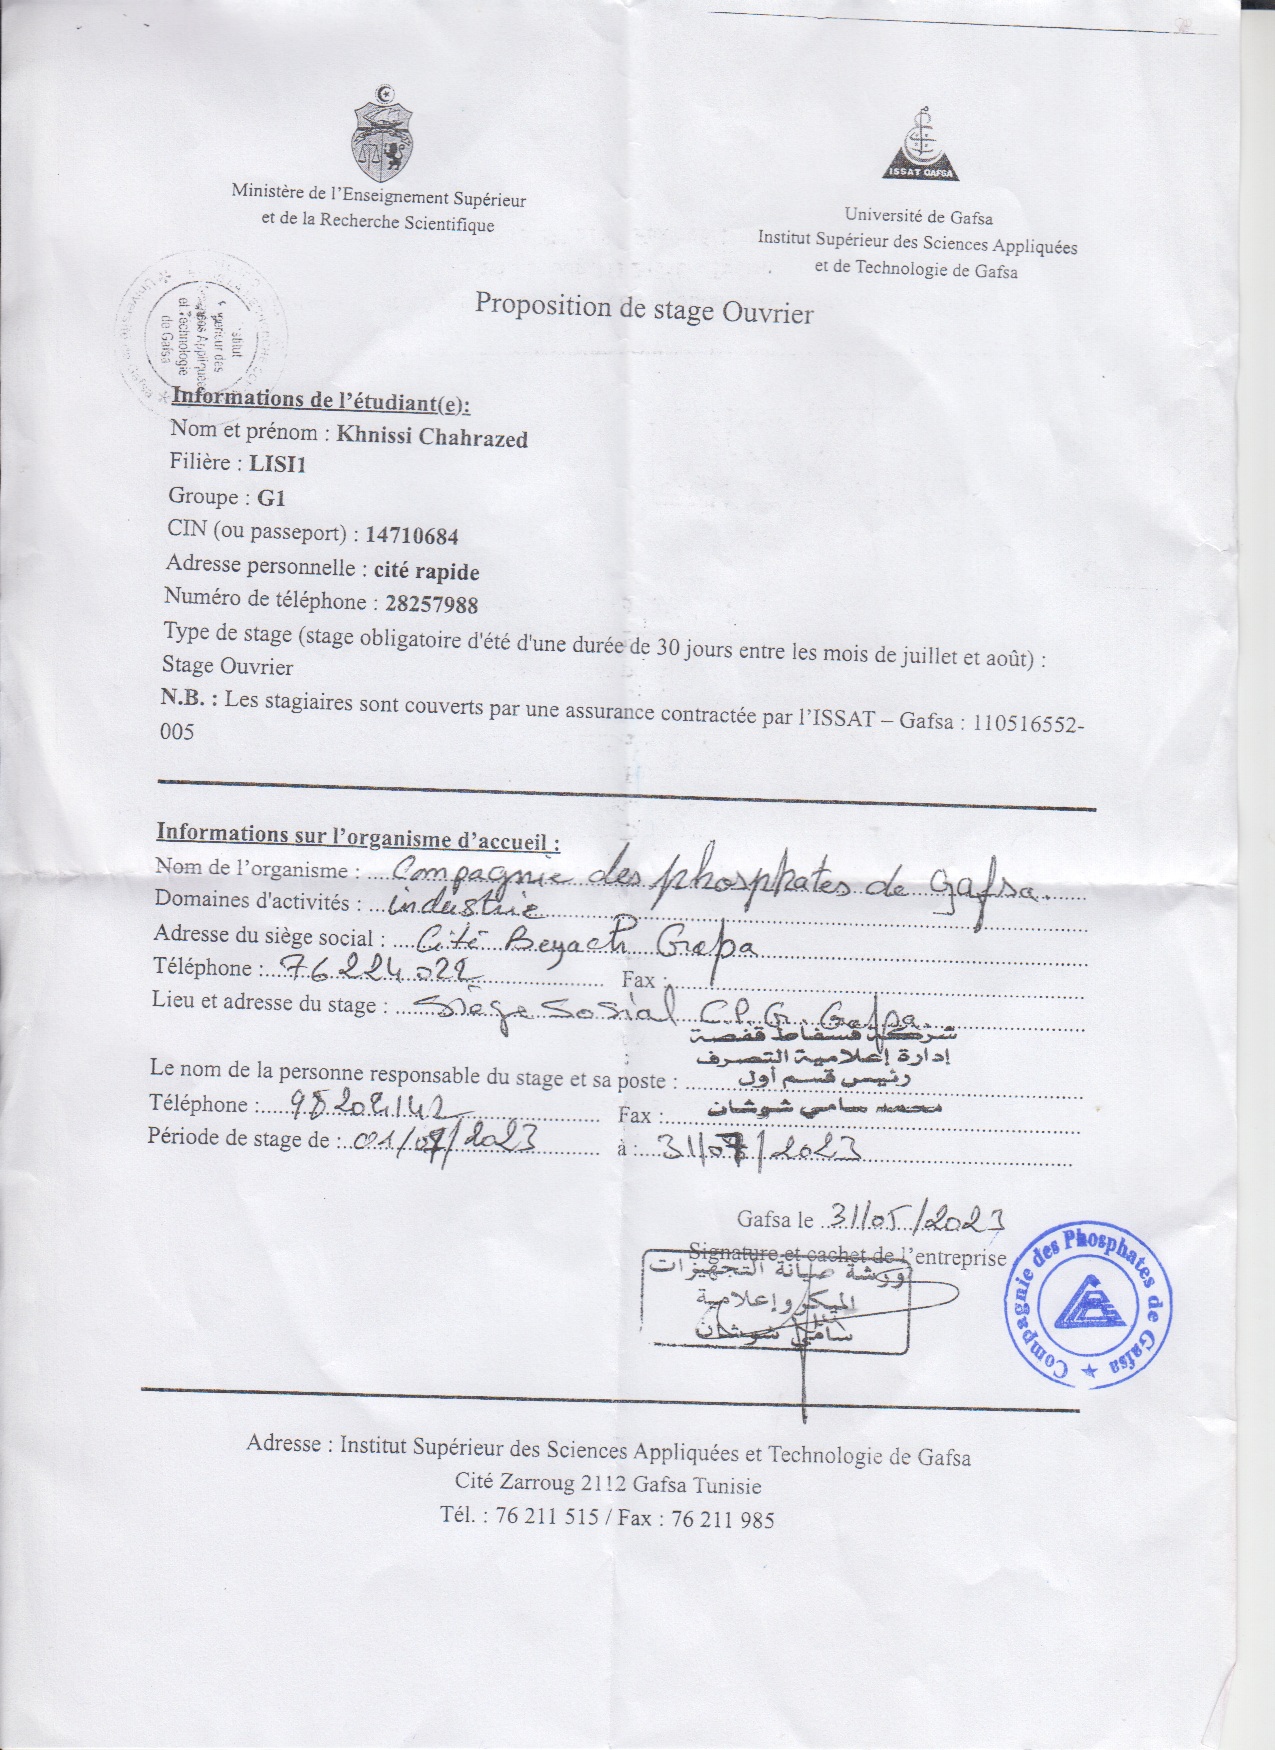 Ministère de l'Enseignement Supérieur
et de la Recherche Scientifique
ISSAT GAFSA
Université de Gafsa
Institut Supérieur des Sciences Appliquées
et de Technologie de Gafsa
Proposition de stage Ouvrier
et Technologie
de Gafsa
Informations de l'étudiant(e):
Nom et prénom : Khnissi Chahrazed
Filière : LISI1
Groupe : G1
CIN (ou passeport) : 14710684
Adresse personnelle : cité rapide
Numéro de téléphone : 28257988
Type de stage (stage obligatoire d'été d'une durée de 30 jours entre les mois de juillet et août) :
Stage Ouvrier
N.B. : Les stagiaires sont couverts par une assurance contractée par l'ISSAT – Gafsa : 110516552-
005
Informations sur l'organisme d'accueil :
Nom de l'organisme : Compagnie des phosphates de Gafsa.
Domaines d'activités : industrie
Adresse du siège social : Cité Beyach Gafsa
Téléphone : 76 224 022 Fax :
Lieu et adresse du stage : Siège Sosial C.P.G. Gafsa.
شركة فسفاط قفصة
إدارة إعلامية التصرف
Le nom de la personne responsable du stage et sa poste : رئيس قسم أول
محمد سامي شوشان
Téléphone : Fax :
Période de stage de : 01/07/2023 à : 31/07/2023
Gafsa le 31/05/2023
Signature et cachet de l'entreprise
ورشة صيانة التجهيزات
الميكروإعلامية
سامي شوشان
Compagnie des Phosphates de Gafsa
Adresse : Institut Supérieur des Sciences Appliquées et Technologie de Gafsa
Cité Zarroug 2112 Gafsa Tunisie
Tél. : 76 211 515 / Fax : 76 211 985